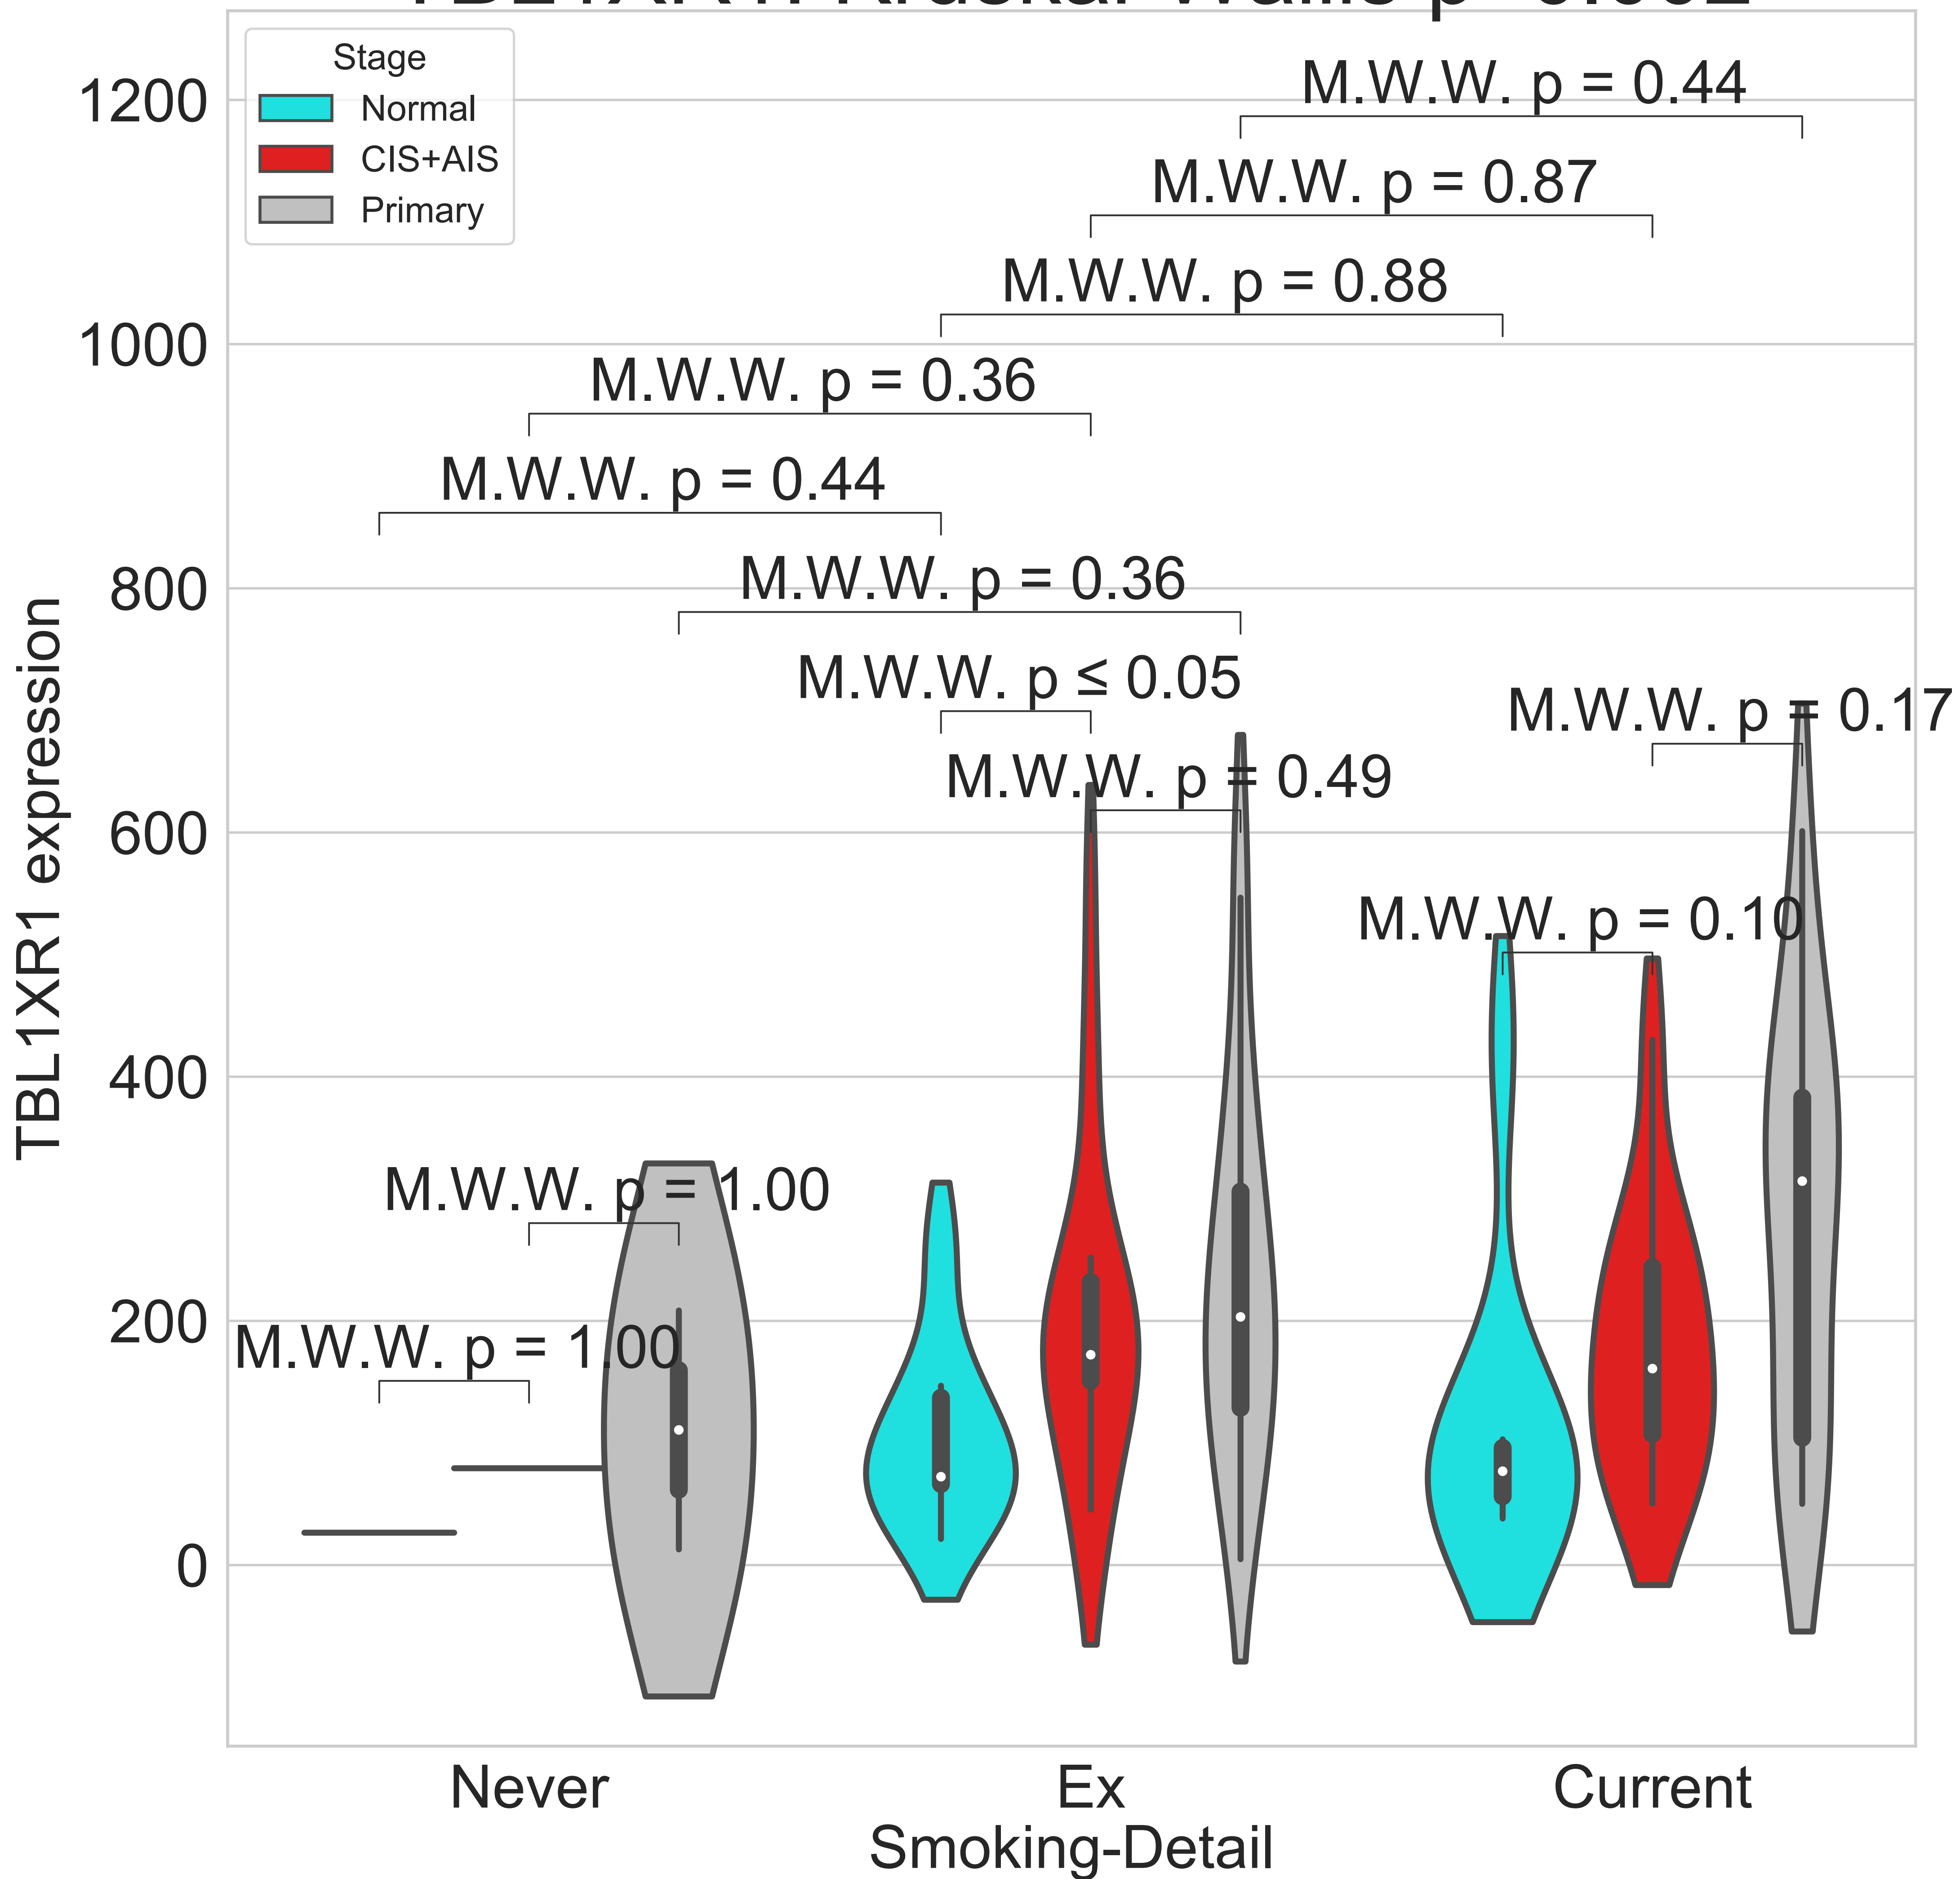 Stage
Normal
CIS+AIS
Primary
1200
1000
800
600
400
200
0
TBL1XR1 expression
M.W.W. p = 0.44
M.W.W. p = 0.87
M.W.W. p = 0.88
M.W.W. p = 0.36
M.W.W. p = 0.44
M.W.W. p = 0.36
M.W.W. p ≤ 0.05
M.W.W. p = 0.17
M.W.W. p = 0.49
M.W.W. p = 0.10
M.W.W. p = 1.00
M.W.W. p = 1.00
Never
Ex
Current
Smoking-Detail